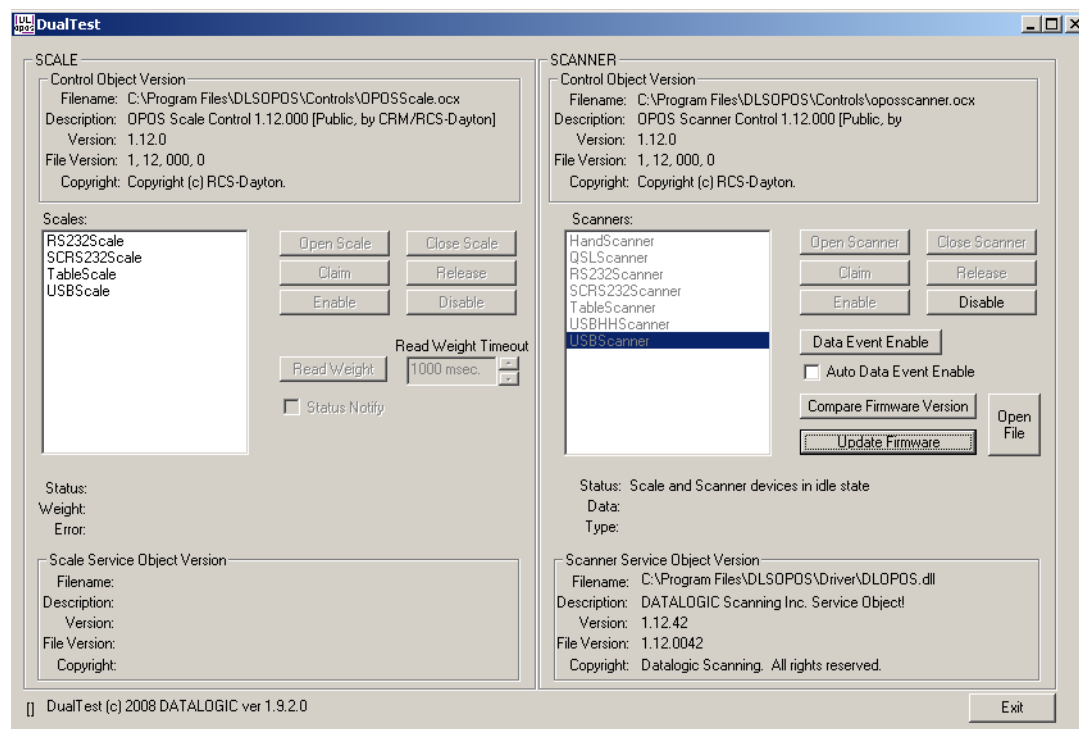 UL opos DualTest
SCALE
Control Object Version
Filename: C:\Program Files\DLSOPOS\Controls\OPOSScale.ocx
Description: OPOS Scale Control 1.12.000 [Public, by CRM/RCS-Dayton]
Version: 1.12.0
File Version: 1, 12, 000, 0
Copyright: Copyright (c) RCS-Dayton.
Scales:
RS232Scale
SCRS232Scale
TableScale
USBScale
Open Scale Close Scale
Claim Release
Enable Disable
Read Weight Timeout
Read Weight 1000 msec.
Status Notify
Status:
Weight:
Error:
Scale Service Object Version
Filename:
Description:
Version:
File Version:
Copyright:
SCANNER
Control Object Version
Filename: C:\Program Files\DLSOPOS\Controls\oposscanner.ocx
Description: OPOS Scanner Control 1.12.000 [Public, by
Version: 1.12.0
File Version: 1, 12, 000, 0
Copyright: Copyright (c) RCS-Dayton.
Scanners:
HandScanner
QSLScanner
RS232Scanner
SCRS232Scanner
TableScanner
USBHHScanner
USBScanner
Open Scanner Close Scanner
Claim Release
Enable Disable
Data Event Enable
Auto Data Event Enable
Compare Firmware Version
Update Firmware
Open
File
Status: Scale and Scanner devices in idle state
Data:
Type:
Scanner Service Object Version
Filename: C:\Program Files\DLSOPOS\Driver\DLOPOS.dll
Description: DATALOGIC Scanning Inc. Service Object!
Version: 1.12.42
File Version: 1.12.0042
Copyright: Datalogic Scanning. All rights reserved.
[] DualTest (c) 2008 DATALOGIC ver 1.9.2.0
Exit